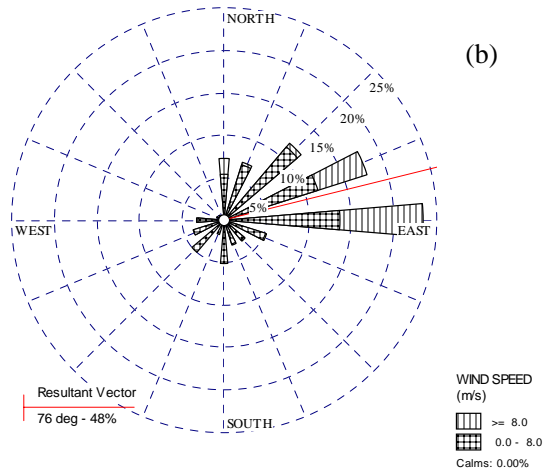 NORTH
(b)
25%
20%
15%
10%
5%
WEST
EAST
SOUTH
Resultant Vector
76 deg - 48%
WIND SPEED
(m/s)
>= 8.0
0.0 - 8.0
Calms: 0.00%